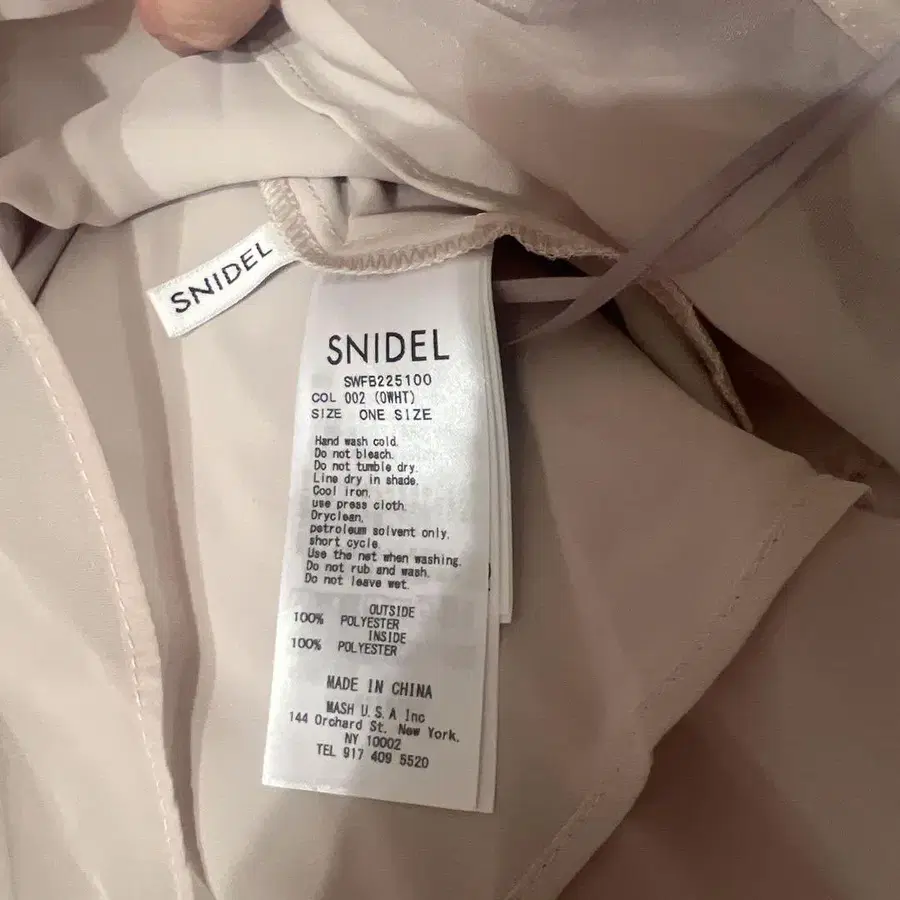 SNIDEL
SNIDEL
SWFB225100
COL 002 (OWHT)
SIZE ONE SIZE
Hand wash cold.
Do not bleach.
Do not tumble dry.
Line dry in shade.
Cool iron,
use press cloth.
Dryclean,
petroleum solvent only,
short cycle.
Use the net when washing.
Do not rub and wash.
Do not leave wet.
OUTSIDE
100% POLYESTER
INSIDE
100% POLYESTER
MADE IN CHINA
MASH U.S.A Inc
144 Orchard St. New York,
NY 10002
TEL 917 409 5520